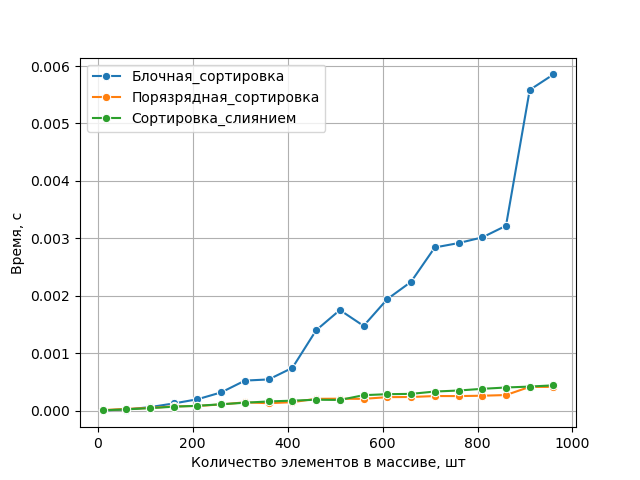 0.006
0.005
0.004
0.003
0.002
0.001
0.000
Время, с
Блочная_сортировка
Порязрядная_сортировка
Сортировка_слиянием
0
200
400
600
800
1000
Количество элементов в массиве, шт